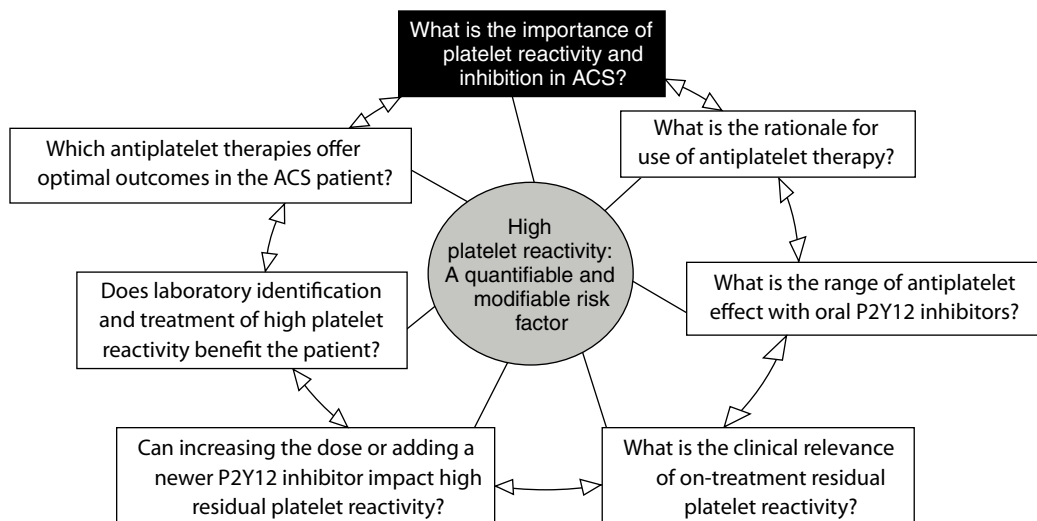 What is the importance of
platelet reactivity and
inhibition in ACS?
What is the rationale for
use of antiplatelet therapy?
Which antiplatelet therapies offer
optimal outcomes in the ACS patient?
High
platelet reactivity:
A quantifiable and
modifiable risk
factor
What is the range of antiplatelet
effect with oral P2Y12 inhibitors?
Does laboratory identification
and treatment of high platelet
reactivity benefit the patient?
Can increasing the dose or adding a
newer P2Y12 inhibitor impact high
residual platelet reactivity?
What is the clinical relevance
of on-treatment residual
platelet reactivity?